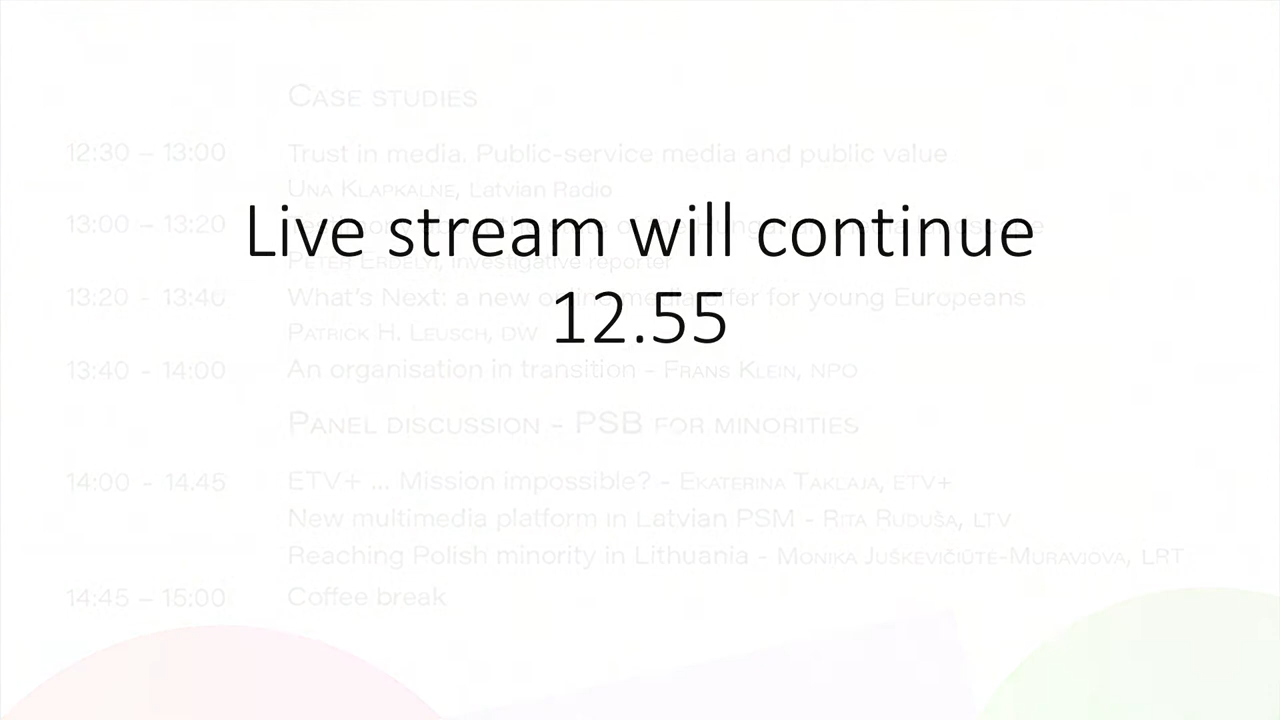 CASE STUDIES
12:30 – 13:00 Trust in media. Public-service media and public value
UNA KLAPKALNE, Latvian Radio
13:00 – 13:20
Live stream will continue
PETER ERDELYI, investigative reporter
13:20 - 13:40 What's Next: a new online media offer for young Europeans
12.55
PATRICK H. LEUSCH, DW
13:40 - 14:00 An organisation in transition - FRANS KLEIN, NPO
PANEL DISCUSSION - PSB FOR MINORITIES
14:00 - 14.45 ETV+ ... Mission impossible? - EKATERINA TAKLAJA, ETV+
New multimedia platform in Latvian PSM - RITA RUDUŠA, LTV
Reaching Polish minority in Lithuania - MONIKA JUŠKEVIČIŪTĖ-MURAVJOVA, LRT
14:45 – 15:00 Coffee break